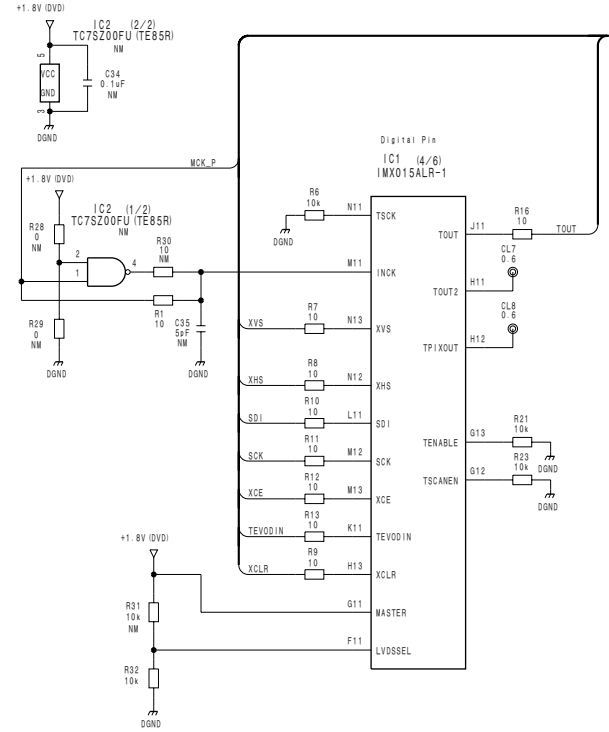 +1.8V(DVD)
IC2 (2/2)
TC7SZ00FU(TE85R)
NM
5
VCC
GND
3
C34
0.1uF
NM
DGND
MCK_P
+1.8V(DVD)
IC2 (1/2)
TC7SZ00FU(TE85R)
NM
R28
0
NM
2
1
4
R30
10
NM
R1
10
R29
0
NM
C35
5pF
NM
DGND
DGND
Digital Pin
IC1 (4/6)
IMX015ALR-1
R6
10k
N11
TSCK
DGND
M11
INCK
XVS
R7
10
N13
XVS
XHS
R8
10
N12
XHS
SDI
R10
10
L11
SDI
SCK
R11
10
M12
SCK
XCE
R12
10
M13
XCE
TEVODIN
R13
10
K11
TEVODIN
XCLR
R9
10
H13
XCLR
G11
MASTER
F11
LVDSSEL
TOUT
J11
R16
10
TOUT
CL7
0.6
TOUT2
H11
CL8
0.6
TPIXOUT
H12
TENABLE
G13
R21
10k
DGND
TSCANEN
G12
R23
10k
DGND
+1.8V(DVD)
R31
10k
NM
R32
10k
DGND